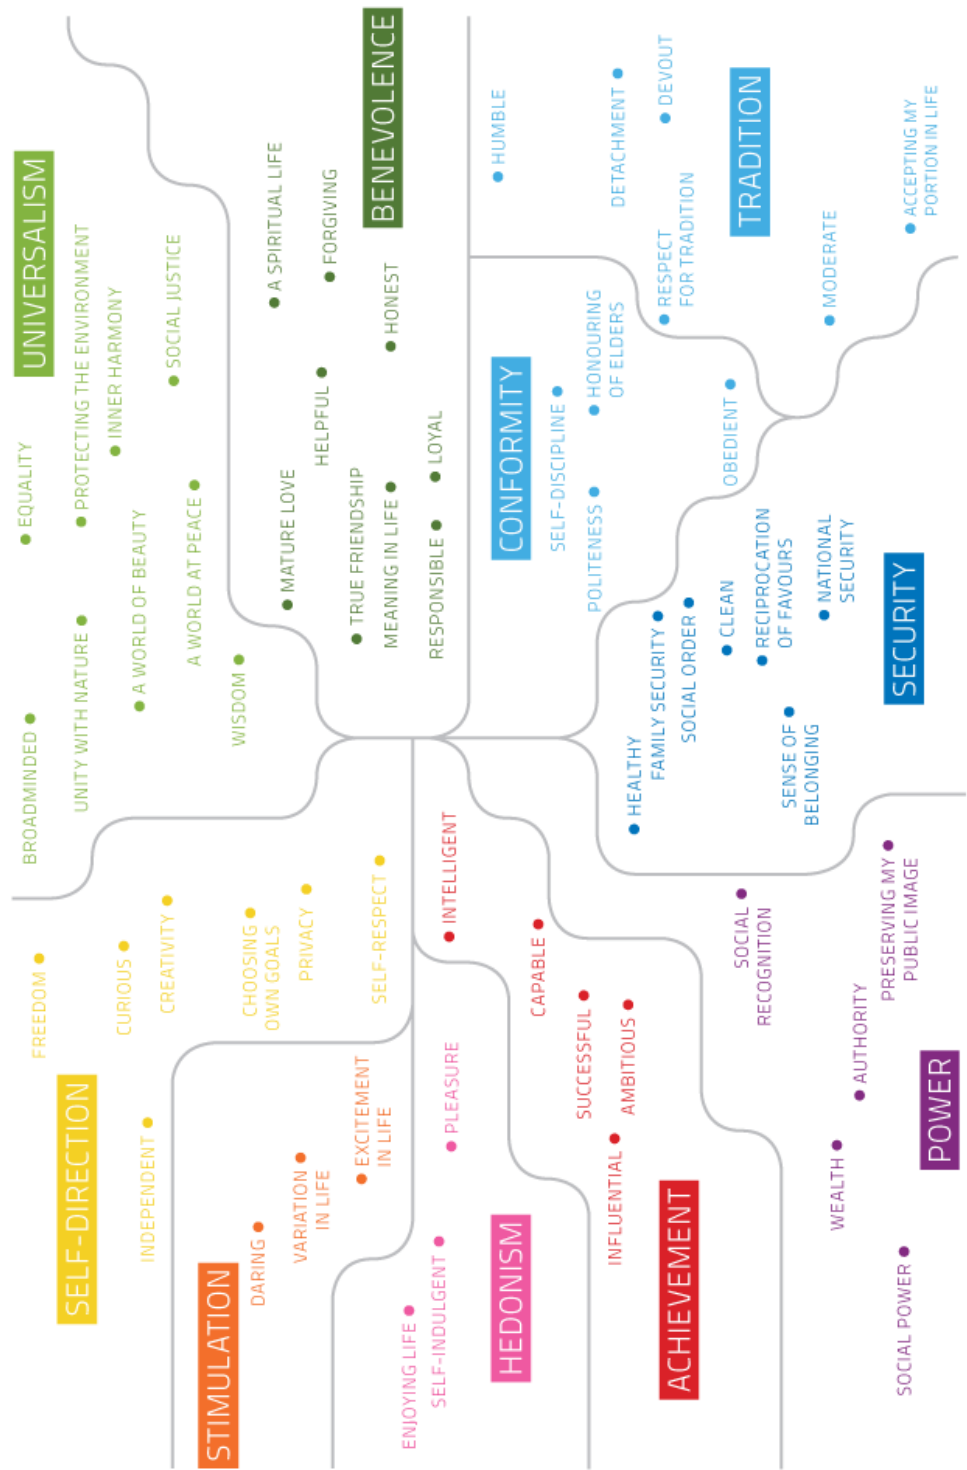 UNIVERSALISM
BROADMINDED
EQUALITY
UNITY WITH NATURE
PROTECTING THE ENVIRONMENT
INNER HARMONY
A WORLD OF BEAUTY
SOCIAL JUSTICE
A WORLD AT PEACE
WISDOM
BENEVOLENCE
A SPIRITUAL LIFE
MATURE LOVE
FORGIVING
HELPFUL
TRUE FRIENDSHIP
MEANING IN LIFE
HONEST
RESPONSIBLE
LOYAL
TRADITION
HUMBLE
DETACHMENT
DEVOUT
RESPECT
FOR TRADITION
MODERATE
ACCEPTING MY
PORTION IN LIFE
CONFORMITY
SELF-DISCIPLINE
HONOURING
OF ELDERS
POLITENESS
OBEDIENT
SECURITY
HEALTHY
FAMILY SECURITY
SOCIAL ORDER
CLEAN
RECIPROCATION
OF FAVOURS
SENSE OF
BELONGING
NATIONAL
SECURITY
POWER
SOCIAL
RECOGNITION
PRESERVING MY
PUBLIC IMAGE
AUTHORITY
WEALTH
SOCIAL POWER
ACHIEVEMENT
INTELLIGENT
CAPABLE
SUCCESSFUL
AMBITIOUS
INFLUENTIAL
HEDONISM
PLEASURE
SELF-INDULGENT
ENJOYING LIFE
STIMULATION
EXCITEMENT
IN LIFE
VARIATION
IN LIFE
DARING
SELF-DIRECTION
FREEDOM
CURIOUS
CREATIVITY
CHOOSING
OWN GOALS
PRIVACY
SELF-RESPECT
INDEPENDENT